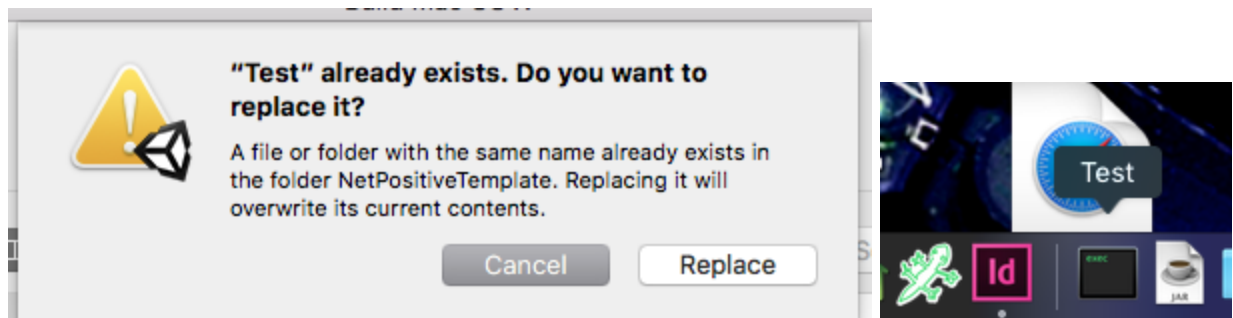 “Test” already exists. Do you want to
replace it?
A file or folder with the same name already exists in
the folder NetPositiveTemplate. Replacing it will
overwrite its current contents.
Cancel
Replace
Test
Id
exec
JAR